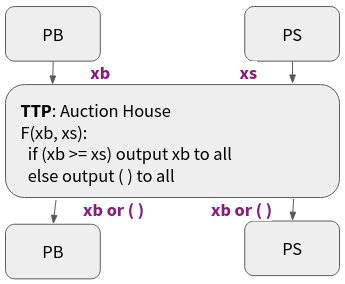 PB
PS
xb
xs
TTP: Auction House
F(xb, xs):
if (xb >= xs) output xb to all
else output ( ) to all
xb or ( )
xb or ( )
PB
PS